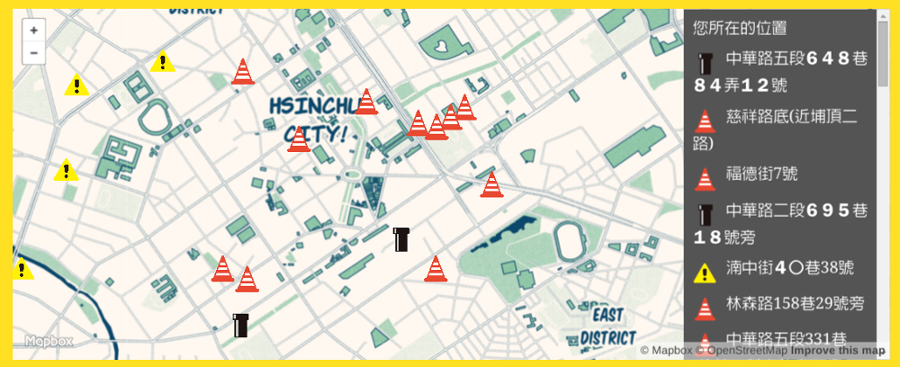 DISTRICT
+
−
HSINCHU
CITY!
EAST
DISTRICT
Mapbox
您所在的位置
中華路五段648巷
84弄12號
慈祥路底(近埔頂二
路)
福德街7號
中華路二段695巷
18號旁
湳中街4〇巷38號
林森路158巷29號旁
中華路五段331巷
© Mapbox © OpenStreetMap Improve this map